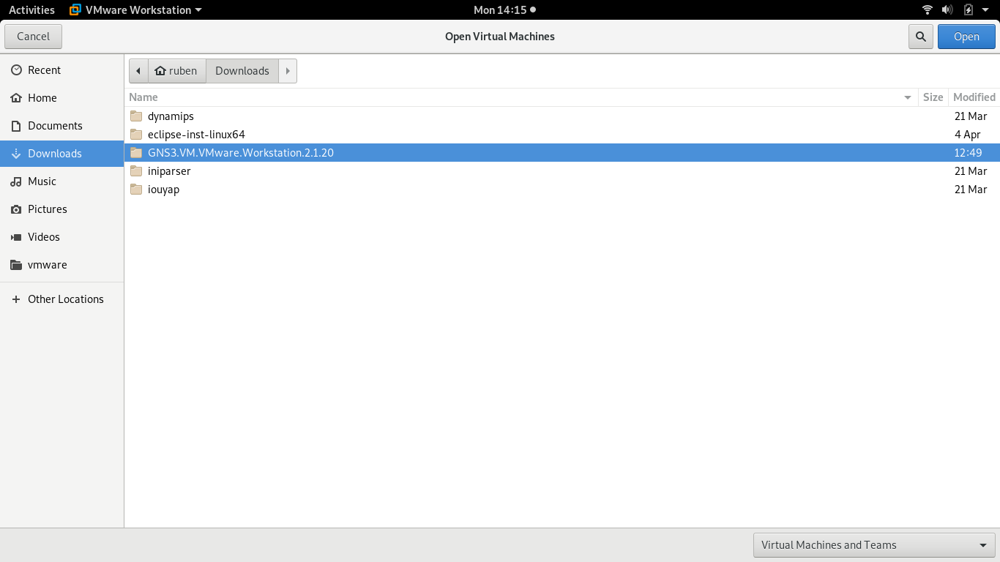 Activities VMware Workstation Mon 14:15
Cancel Open Virtual Machines Open
Recent
Home
Documents
Downloads
Music
Pictures
Videos
vmware
Other Locations
ruben Downloads
Name Size Modified
dynamips 21 Mar
eclipse-inst-linux64 4 Apr
GNS3.VM.VMware.Workstation.2.1.20 12:49
iniparser 21 Mar
iouyap 21 Mar
Virtual Machines and Teams